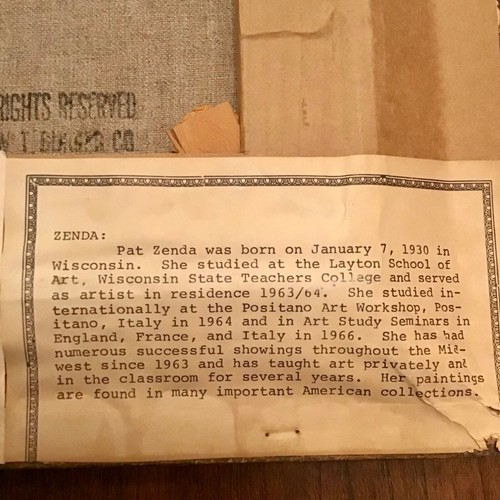 RIGHTS RESERVED
CO
ZENDA:
Pat Zenda was born on January 7, 1930 in
Wisconsin. She studied at the Layton School of
Art, Wisconsin State Teachers College and served
as artist in residence 1963/64. She studied in-
ternationally at the Positano Art Workshop, Pos-
itano, Italy in 1964 and in Art Study Seminars in
England, France, and Italy in 1966. She has had
numerous successful showings throughout the Mid-
west since 1963 and has taught art privately and
in the classroom for several years. Her paintings
are found in many important American collections.